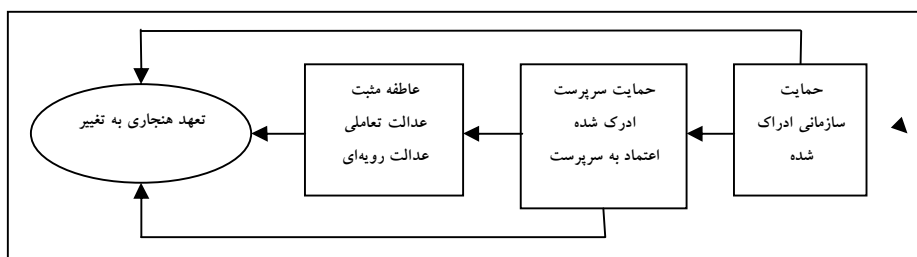 حمایت
سازمانی ادراک
شده
حمایت سرپرست
ادرک شده
اعتماد به سرپرست
عاطفه مثبت
عدالت تعاملی
عدالت رویه‌ای
تعهد هنجاری به تغییر